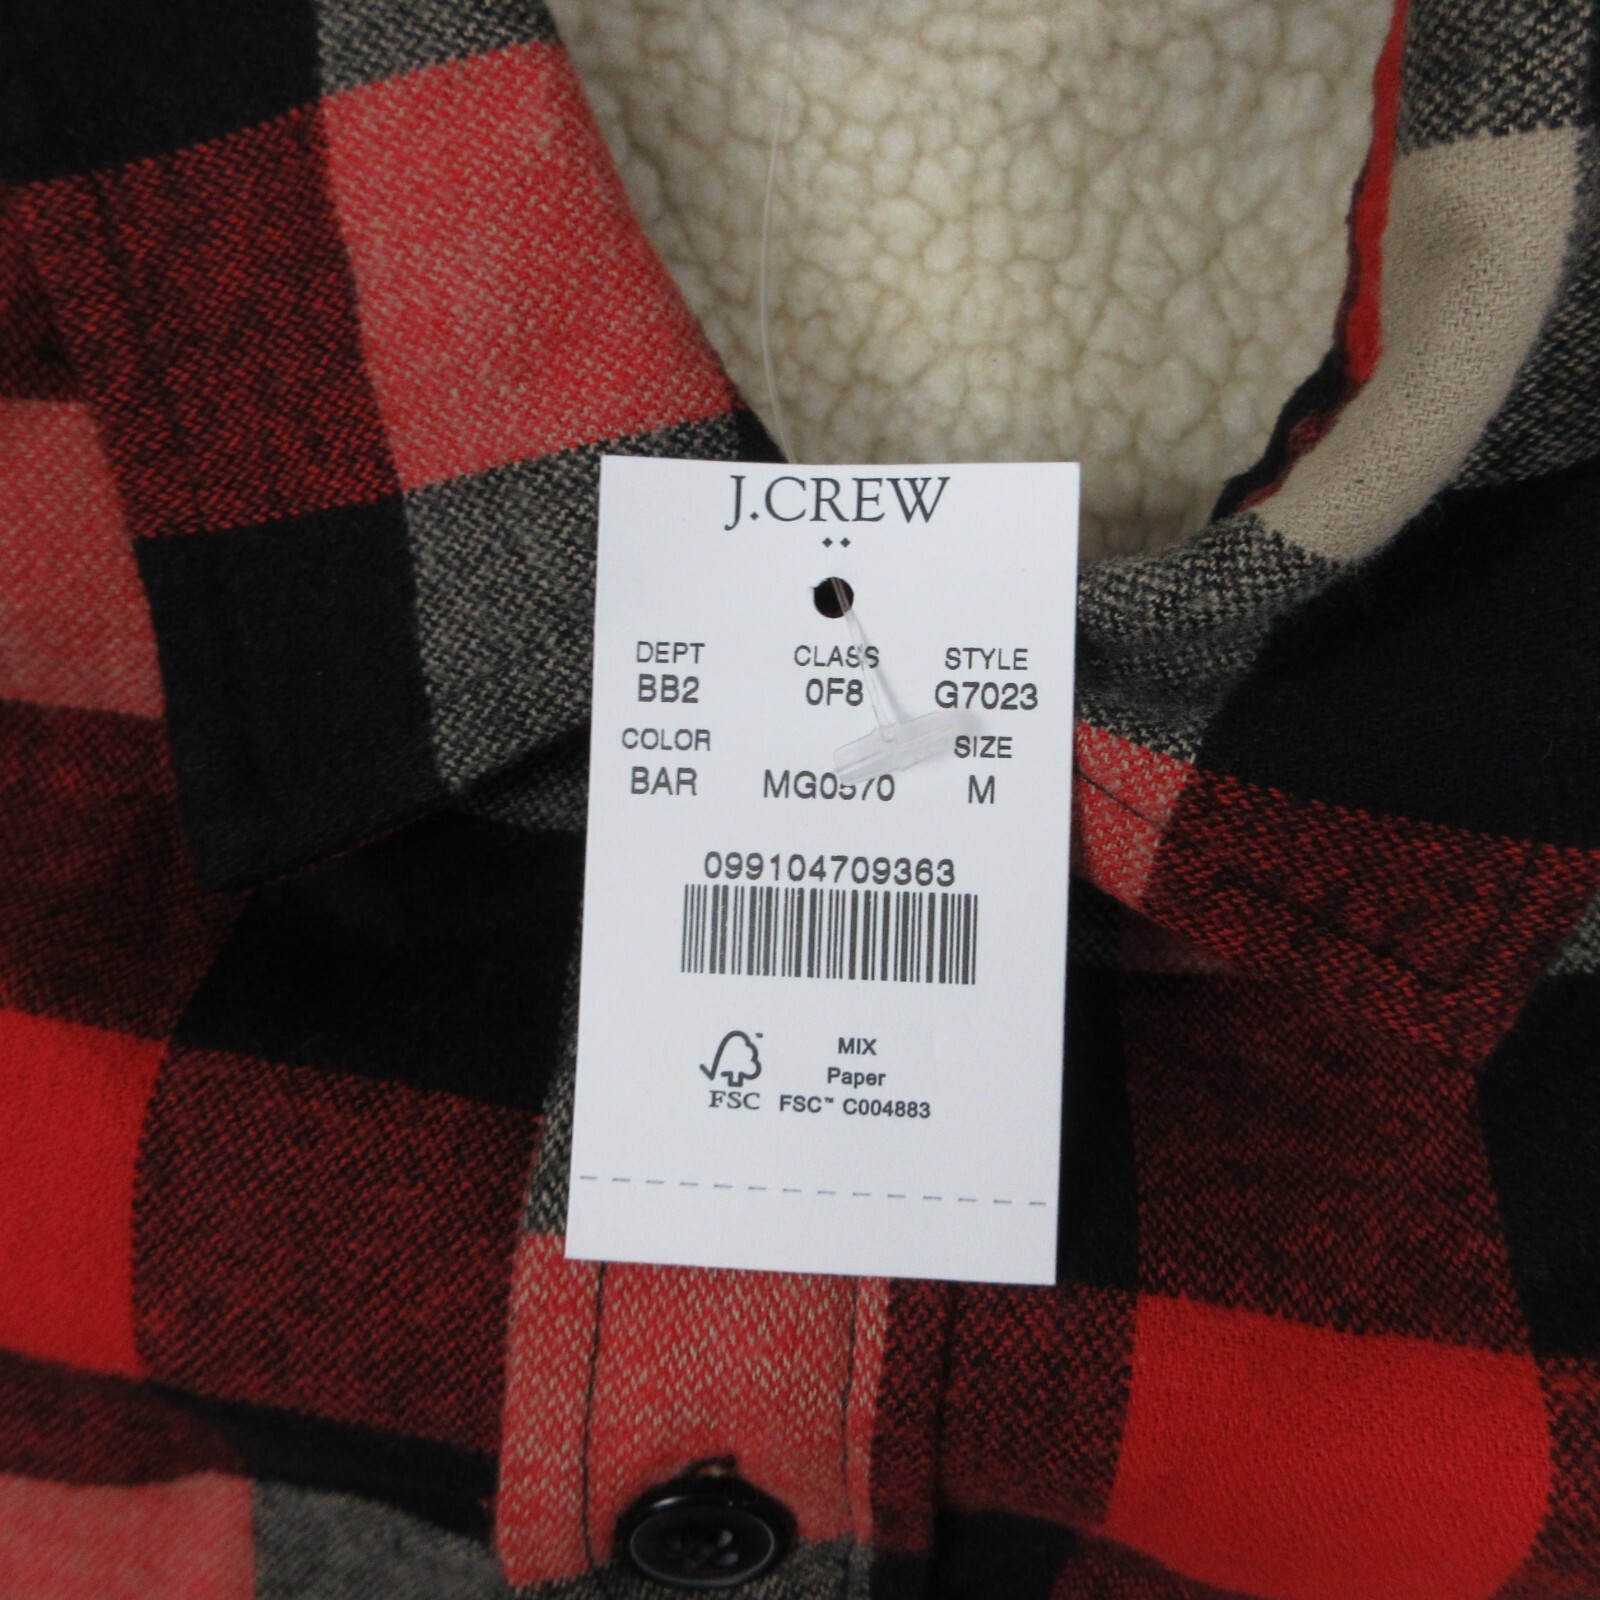 J.CREW
DEPT CLASS STYLE
BB2 0F8 G7023
COLOR SIZE
BAR MG0570 M
099104709363
MIX
Paper
FSC FSC™ C004883